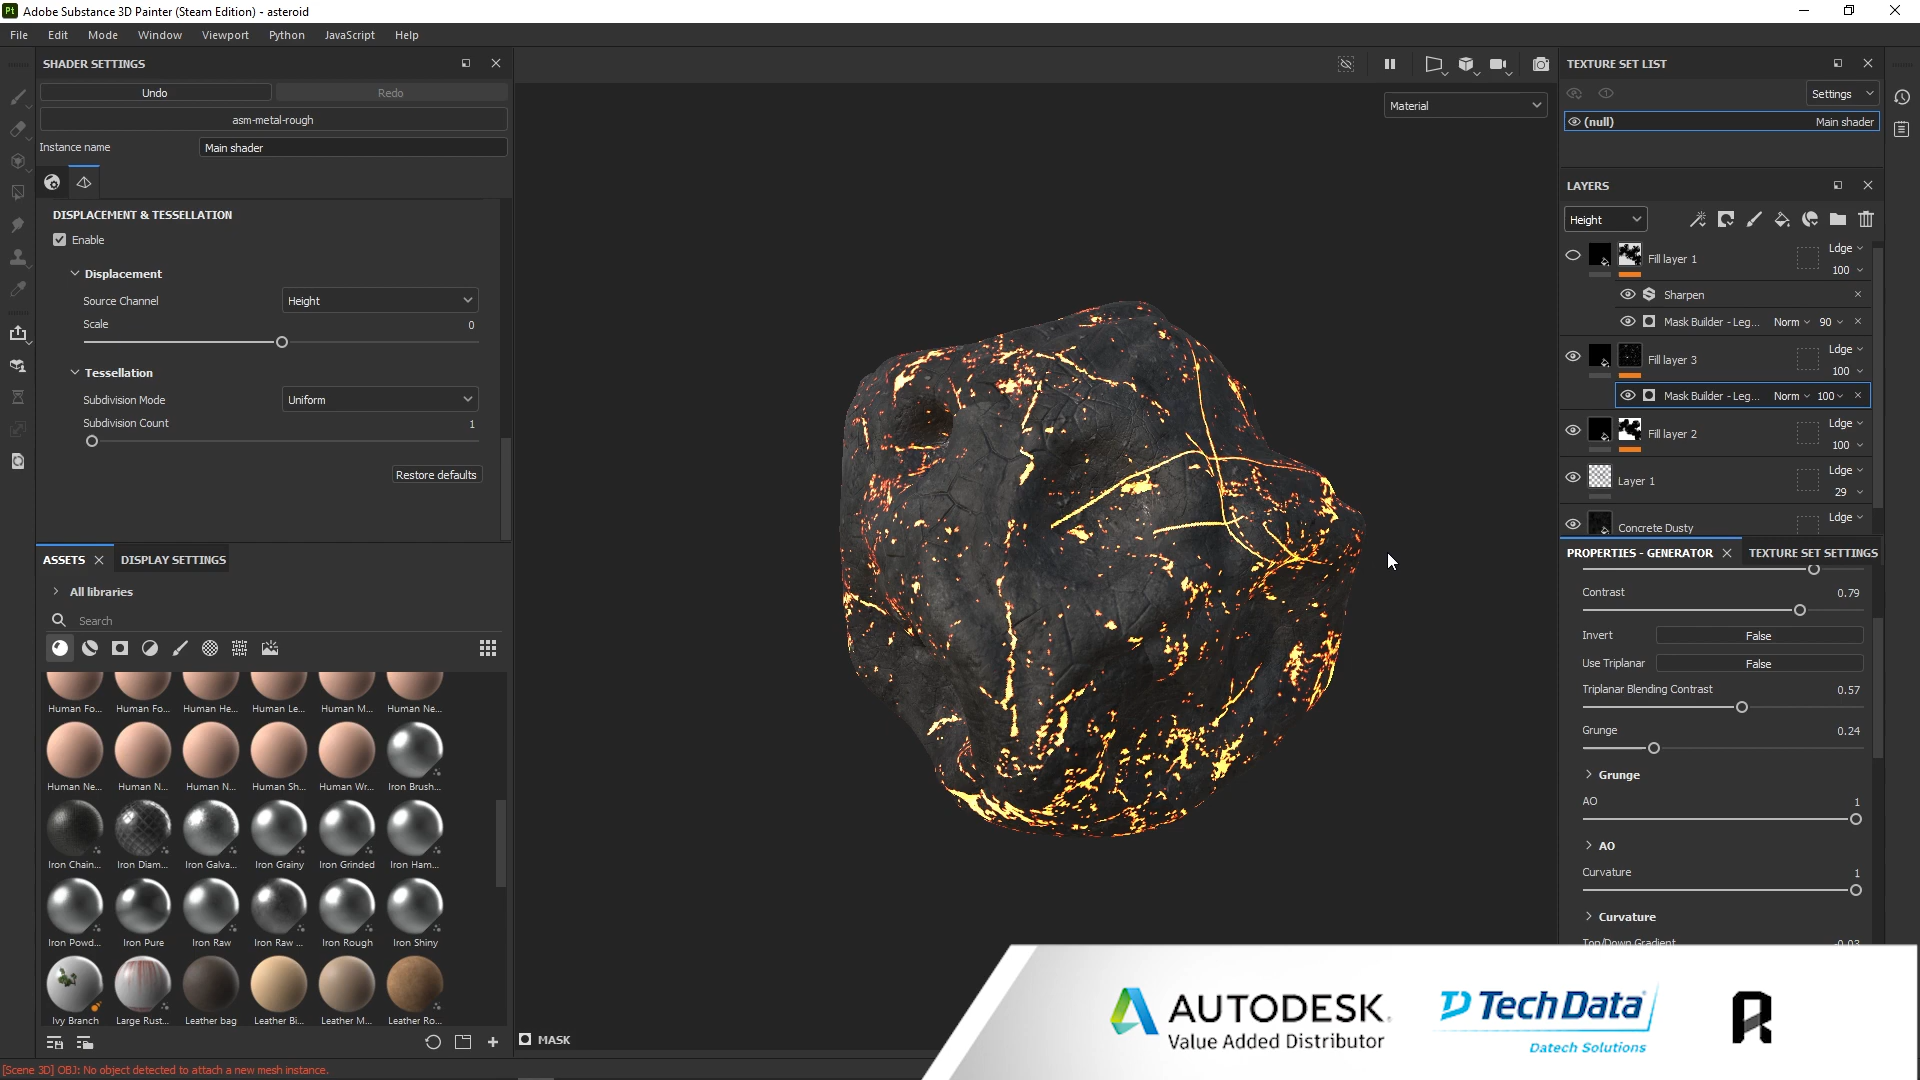 Pt Adobe Substance 3D Painter (Steam Edition) - asteroid
File Edit Mode Window Viewport Python JavaScript Help
SHADER SETTINGS
Undo Redo
asm-metal-rough
Instance name Main shader
DISPLACEMENT & TESSELLATION
Enable
Displacement
Source Channel Height
Scale 0
Tessellation
Subdivision Mode Uniform
Subdivision Count 1
Restore defaults
ASSETS DISPLAY SETTINGS
All libraries
Search
Human Fo... Human Fo... Human He... Human Le... Human M... Human Ne...
Human Ne... Human N... Human N... Human Sh... Human Wr... Iron Brush...
Iron Chain... Iron Diam... Iron Galva... Iron Grainy Iron Grinded Iron Ham...
Iron Powd... Iron Pure Iron Raw Iron Raw ... Iron Rough Iron Shiny
Ivy Branch Large Rust... Leather bag Leather Bi... Leather M... Leather Ro...
[Scene 3D] OBJ: No object detected to attach a new mesh instance.
Material
MASK
TEXTURE SET LIST
Settings
(null) Main shader
LAYERS
Height
Fill layer 1 Ldge 100
Sharpen
Mask Builder - Leg... Norm 90
Fill layer 3 Ldge 100
Mask Builder - Leg... Norm 100
Fill layer 2 Ldge 100
Layer 1 Ldge 29
Concrete Dusty Ldge
PROPERTIES - GENERATOR TEXTURE SET SETTINGS
Contrast 0.79
Invert False
Use Triplanar False
Triplanar Blending Contrast 0.57
Grunge 0.24
Grunge
AO 1
AO
Curvature 1
Curvature
Top/Down Gradient -0.03
AUTODESK.
Value Added Distributor
TechData
Datech Solutions